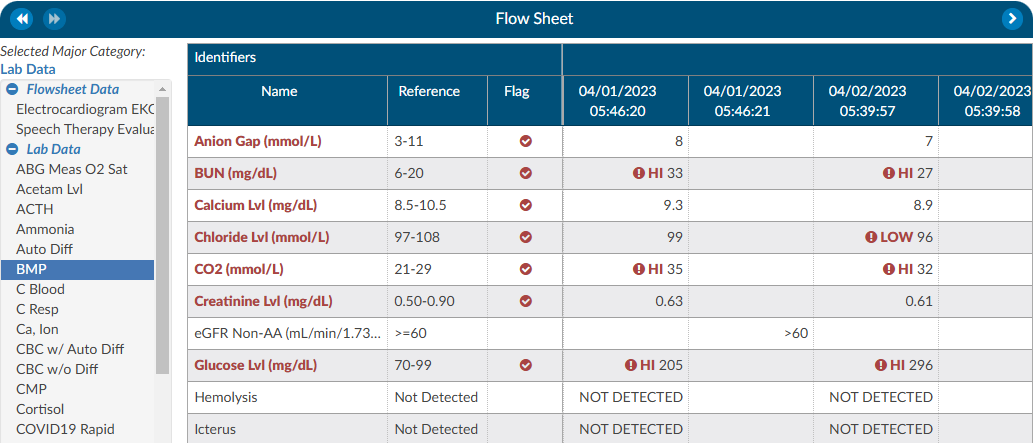 Flow Sheet
Selected Major Category:
Lab Data
Flowsheet Data
Electrocardiogram EKG
Speech Therapy Evalua
Lab Data
ABG Meas O2 Sat
Acetam Lvl
ACTH
Ammonia
Auto Diff
BMP
C Blood
C Resp
Ca, Ion
CBC w/ Auto Diff
CBC w/o Diff
CMP
Cortisol
COVID19 Rapid
Identifiers
Name Reference Flag 04/01/2023 05:46:20 04/01/2023 05:46:21 04/02/2023 05:39:57 04/02/2023 05:39:58
Anion Gap (mmol/L) 3-11 8 7
BUN (mg/dL) 6-20 HI 33 HI 27
Calcium Lvl (mg/dL) 8.5-10.5 9.3 8.9
Chloride Lvl (mmol/L) 97-108 99 LOW 96
CO2 (mmol/L) 21-29 HI 35 HI 32
Creatinine Lvl (mg/dL) 0.50-0.90 0.63 0.61
eGFR Non-AA (mL/min/1.73... >=60 >60
Glucose Lvl (mg/dL) 70-99 HI 205 HI 296
Hemolysis Not Detected NOT DETECTED NOT DETECTED
Icterus Not Detected NOT DETECTED NOT DETECTED